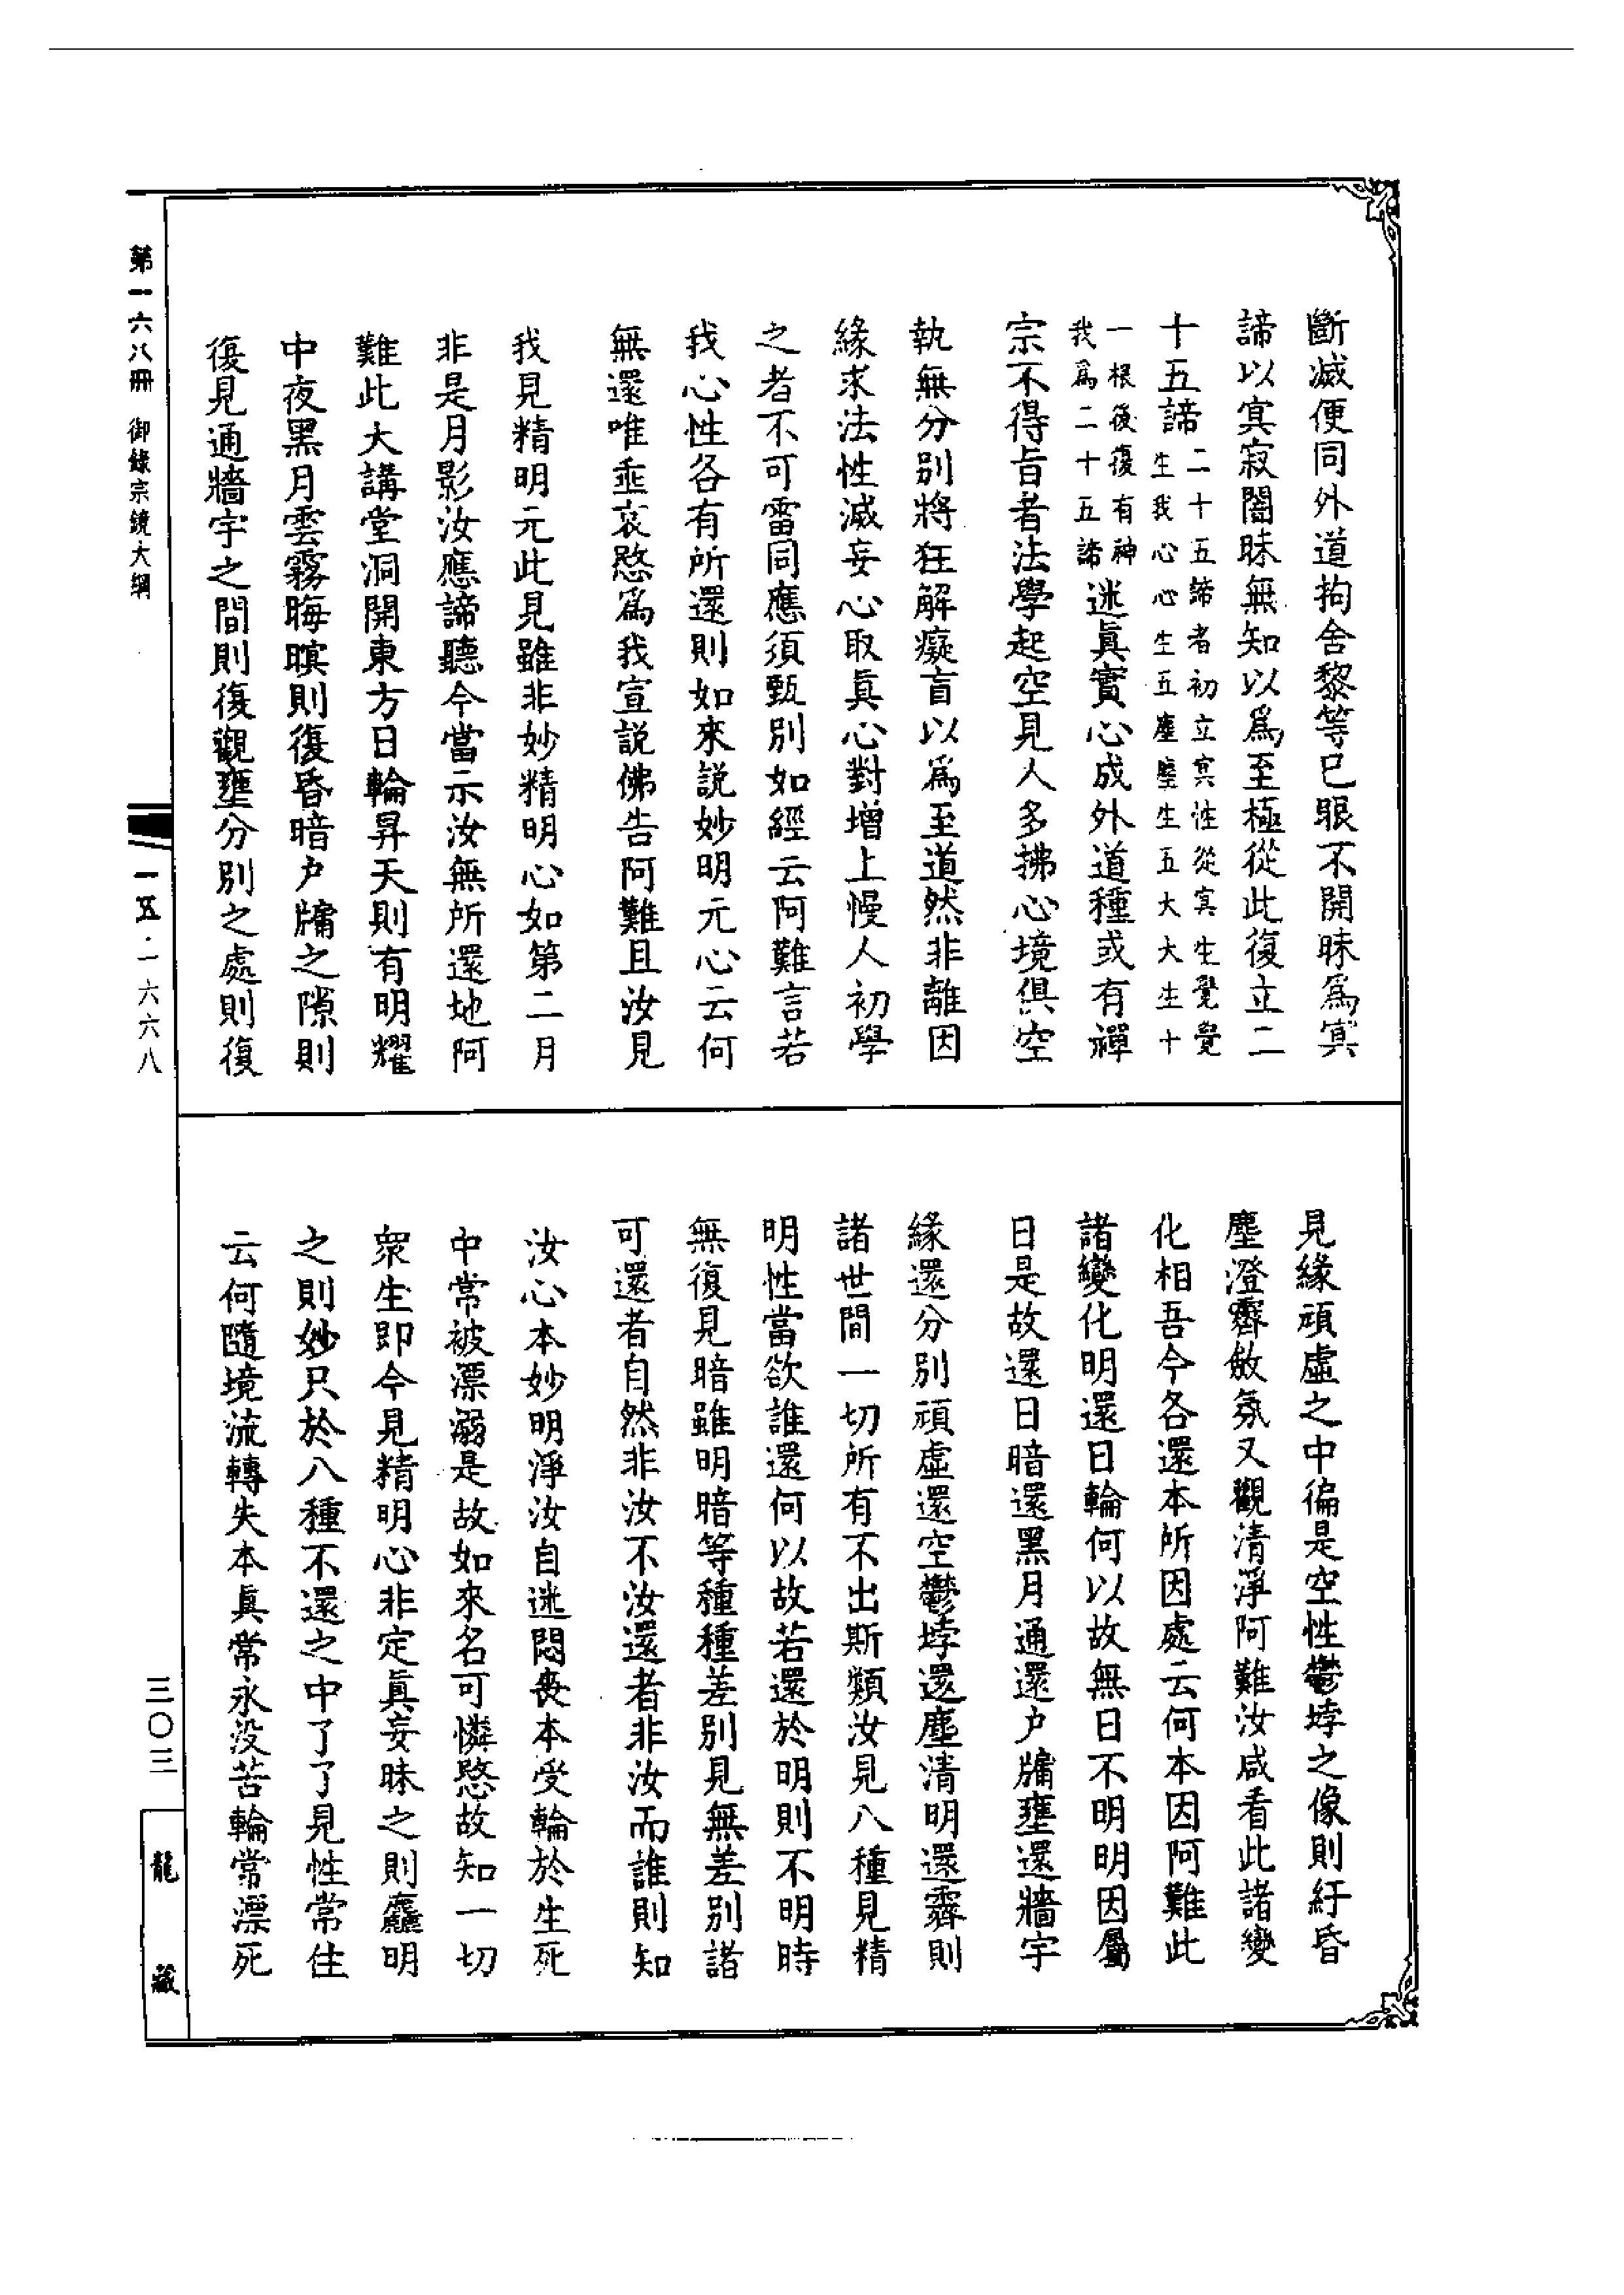 斷滅便同外道拘舍黎等巳眼不開昧爲㝠
諦以㝠寂闇昧無知以爲至極從此復立二
十五諦二十五諦者初立㝠性從㝠生覺覺
生我心心生五塵塵生五大大生十
一根後復有神
我爲二十五諦迷眞實心成外道種或有禪
宗不得旨者法學起空見人多拂心境俱空
執無分别將狂解癡盲以爲至道然非離因
緣求法性滅妄心取眞心對增上慢人初學
之者不可雷同應須甄別如經云阿難言若
我心性各有所還則如來説妙明元心云何
無還唯垂哀愍爲我宣説佛告阿難且汝見
我見精明元此見雖非妙精明心如第二月
非是月影汝應諦聽今當示汝無所還地阿
難此大講堂洞開東方日輪昇天則有明耀
中夜黑月雲霧晦暝則復昏暗户牖之隙則
復見通牆宇之間則復觀壅分別之處則復
見緣頑虛之中徧是空性鬱㘄之像則紆昏
塵澄霽斂氛又觀清淨阿難汝咸看此諸變
化相吾今各還本所因處云何本因阿難此
諸變化明還日輪何以故無日不明明因屬
日是故還日暗還黑月通還户牖壅還牆宇
緣還分別頑虛還空鬱㘄還塵清明還霽則
諸世間一切所有不出斯類汝見八種見精
明性當欲誰還何以故若還於明則不明時
無復見暗雖明暗等種種差別見無差別諸
可還者自然非汝不汝還者非汝而誰則知
汝心本妙明淨汝自迷悶喪本受輪於生死
中常被漂溺是故如來名可憐愍故知一切
衆生即今見精明心非定眞妄昧之則麤明
之則妙只於八種不還之中了了見性常住
云何隨境流轉失本眞常永没苦輪常漂死
第一六八冊 御錄宗鏡大綱
一五·一六六八
三〇三
龍藏